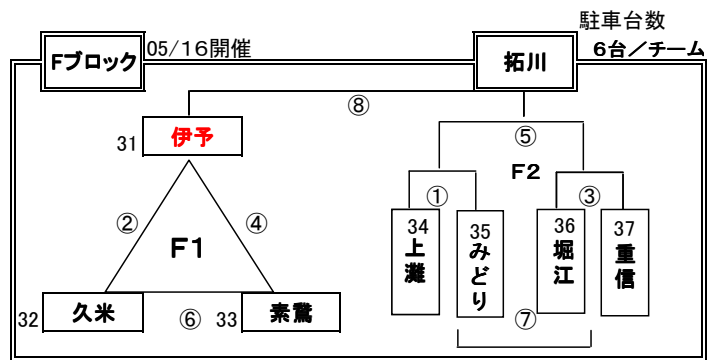 駐車台数
Fブロック 05/16開催 拓川 6台／チーム
⑧
31 伊予
⑤
F2
① ③
② ④
F1
34 上灘
35 みどり
36 堀江
37 重信
32 久米 ⑥ 33 素鵞
⑦